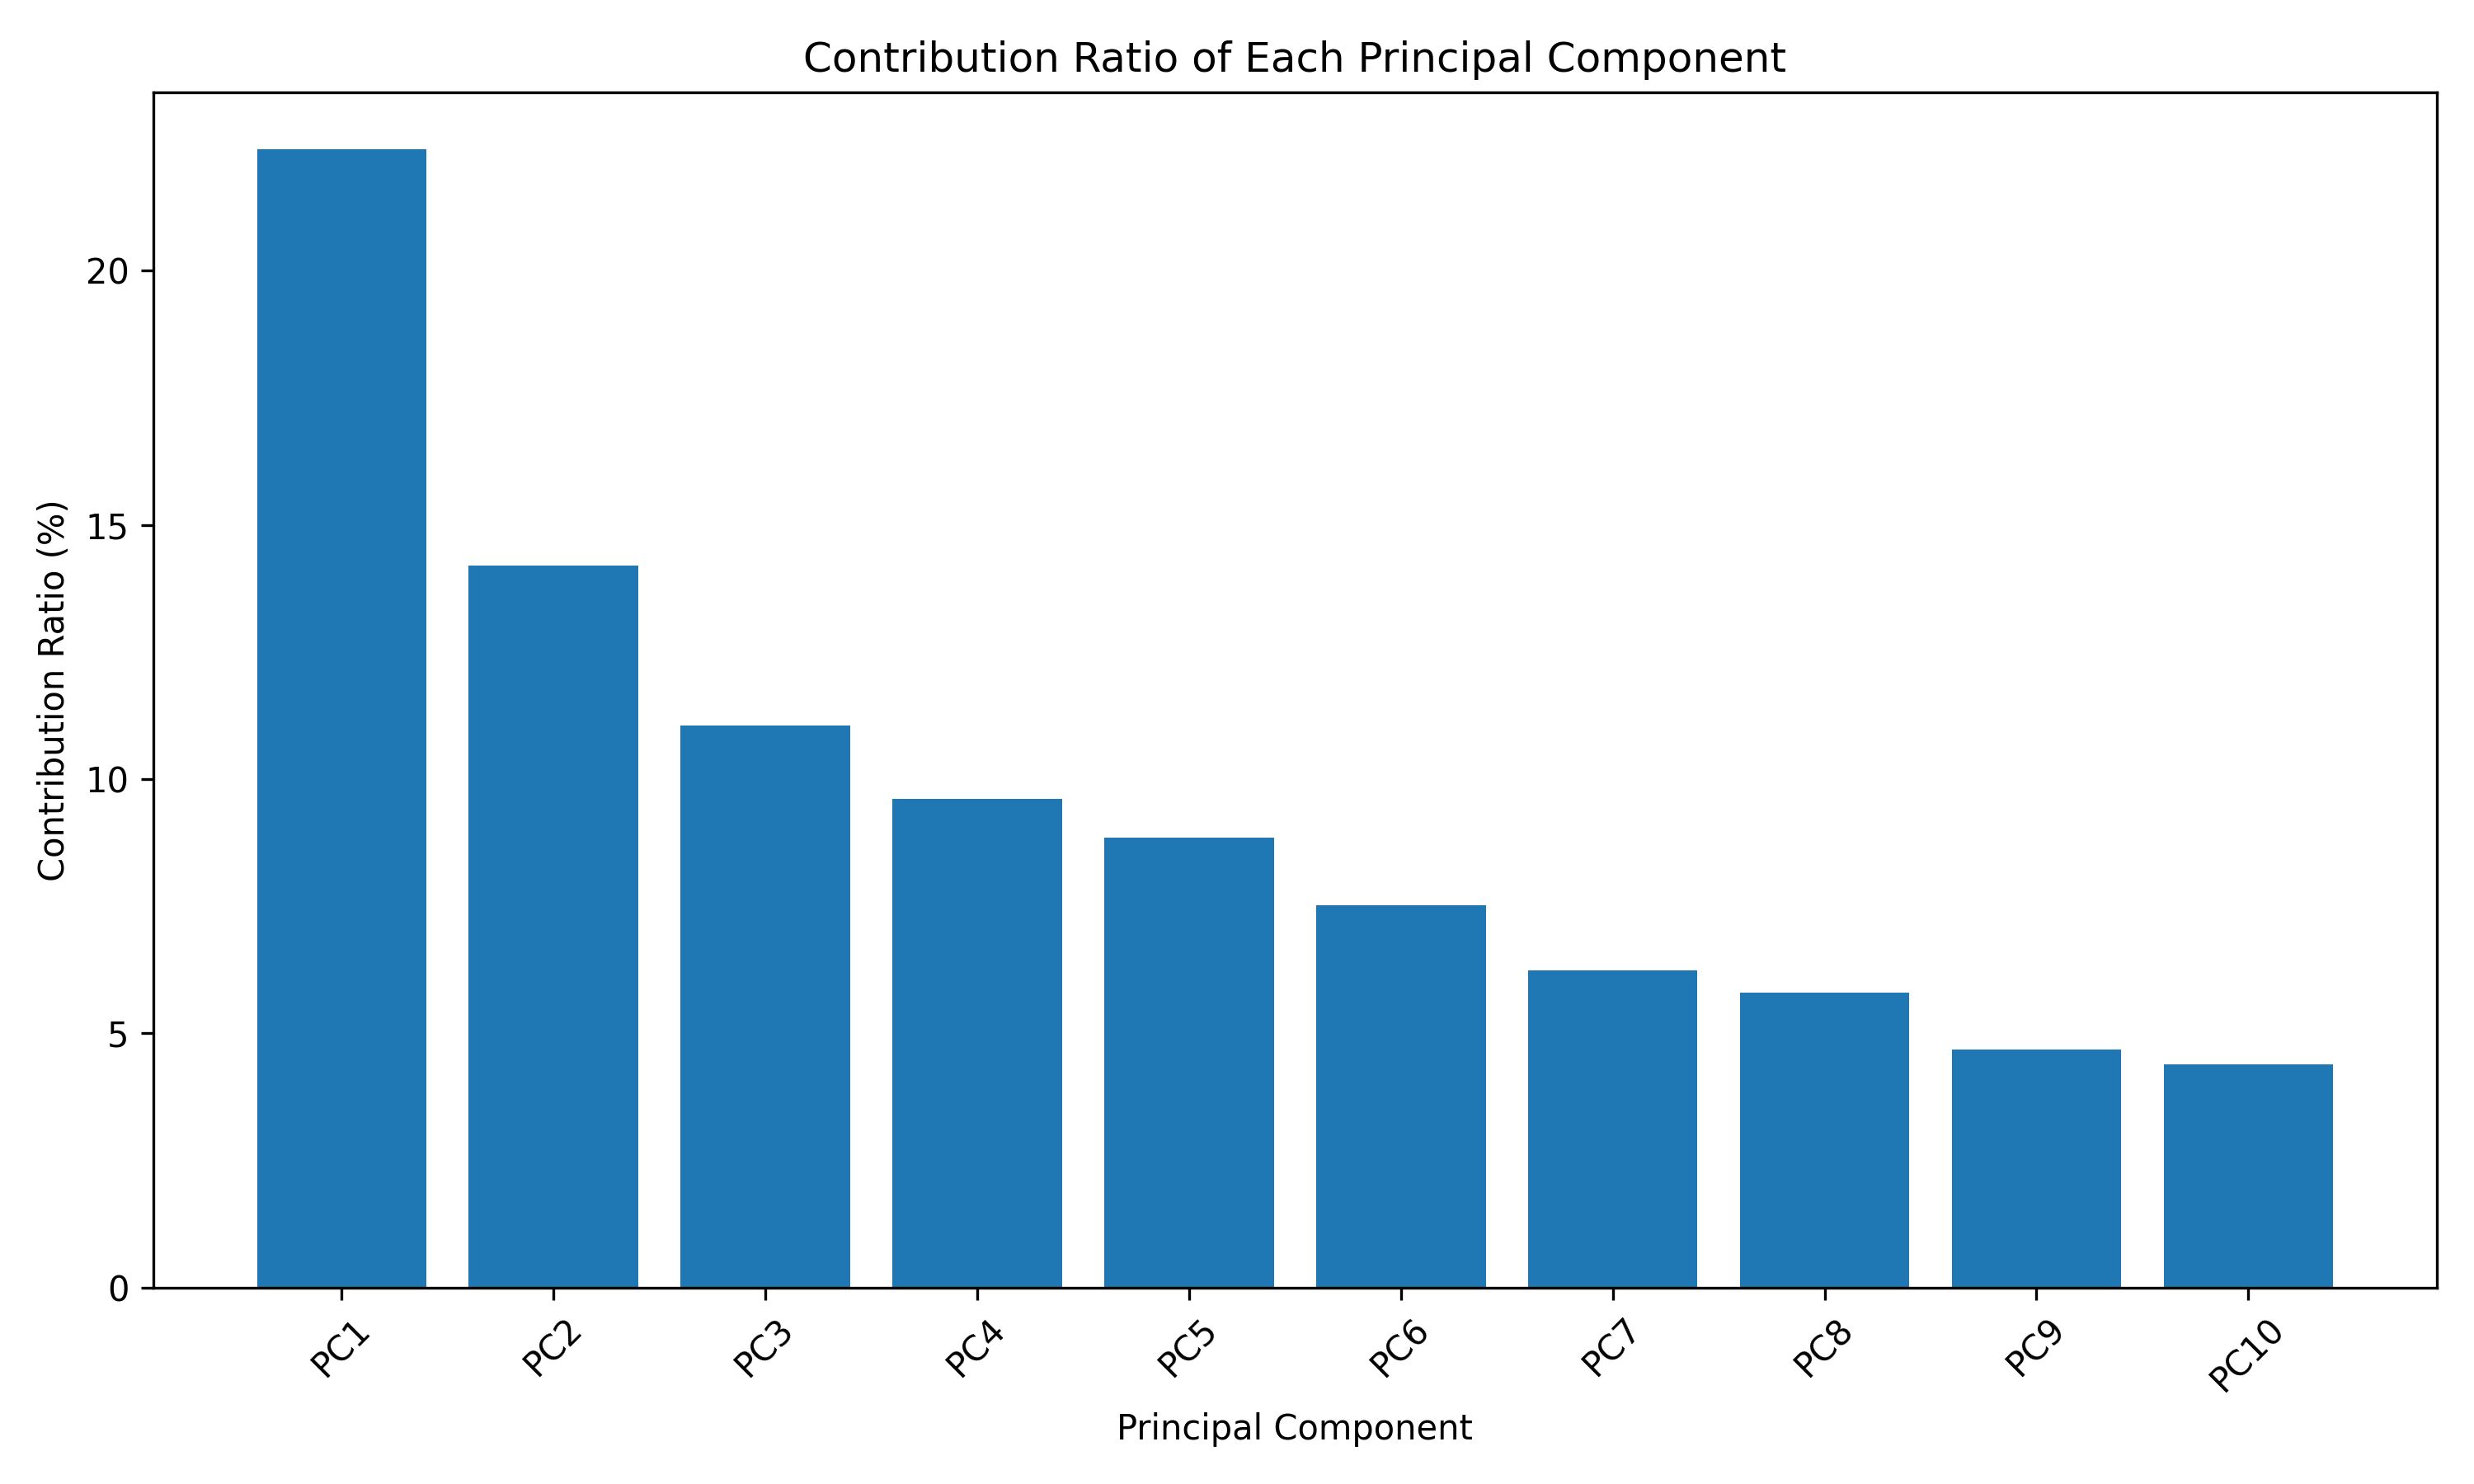 Contribution Ratio of Each Principal Component
Contribution Ratio (%)
20
15
10
5
0
PC1
PC2
PC3
PC4
PC5
PC6
PC7
PC8
PC9
PC10
Principal Component